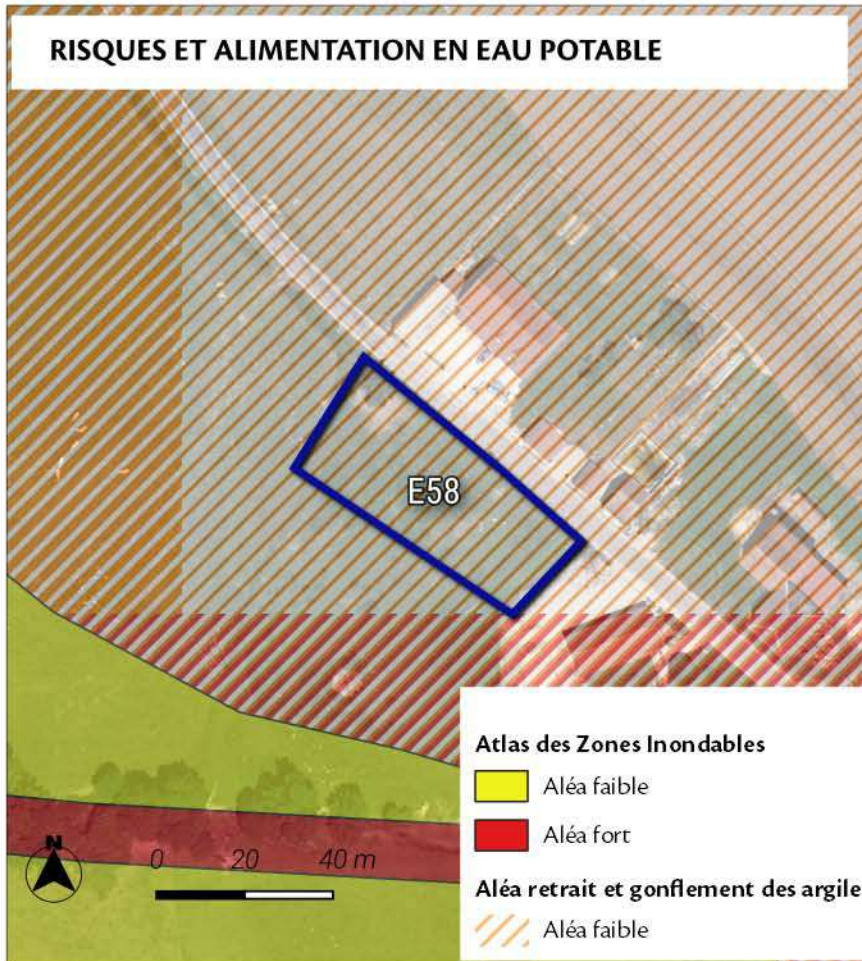 RISQUES ET ALIMENTATION EN EAU POTABLE
E58
Atlas des Zones Inondables
Aléa faible
Aléa fort
N
0 20 40 m
Aléa retrait et gonflement des argile
Aléa faible